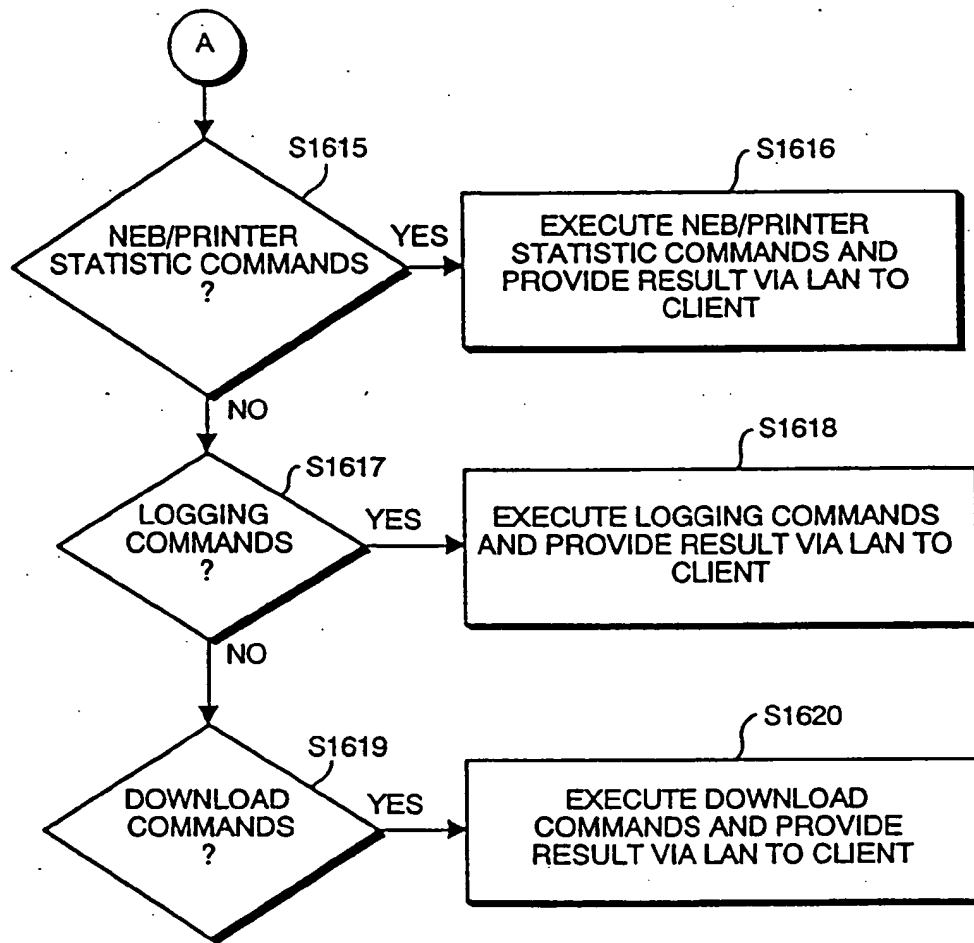 A
S1615
NEB/PRINTER
STATISTIC COMMANDS
?
YES
S1616
EXECUTE NEB/PRINTER
STATISTIC COMMANDS AND
PROVIDE RESULT VIA LAN TO
CLIENT
NO
S1617
LOGGING
COMMANDS
?
YES
S1618
EXECUTE LOGGING COMMANDS
AND PROVIDE RESULT VIA LAN TO
CLIENT
NO
S1619
DOWNLOAD
COMMANDS
?
YES
S1620
EXECUTE DOWNLOAD
COMMANDS AND PROVIDE
RESULT VIA LAN TO CLIENT